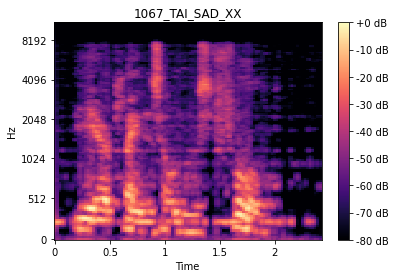 1067_TAI_SAD_XX
8192
4096
2048
1024
512
0
Hz
0
0.5
1
1.5
2
Time
+0 dB
-10 dB
-20 dB
-30 dB
-40 dB
-50 dB
-60 dB
-70 dB
-80 dB